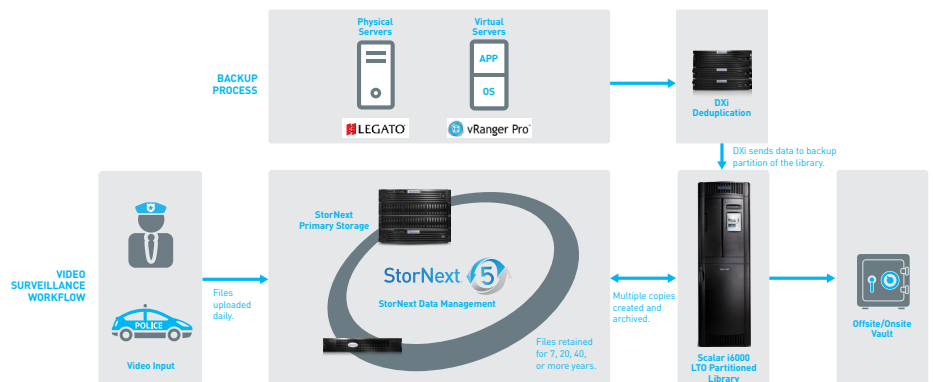 Physical
Servers
Virtual
Servers
APP
OS
BACKUP
PROCESS
LEGATO
vRanger Pro™
DXi
Deduplication
DXi sends data to backup
partition of the library.
VIDEO
SURVEILLANCE
WORKFLOW
POLICE
Video Input
Files
uploaded
daily.
StorNext
Primary Storage
StorNext 5
StorNext Data Management
Files retained
for 7, 20, 40,
or more years.
Multiple copies
created and
archived.
Scalar i6000
LTO Partitioned
Library
Offsite/Onsite
Vault